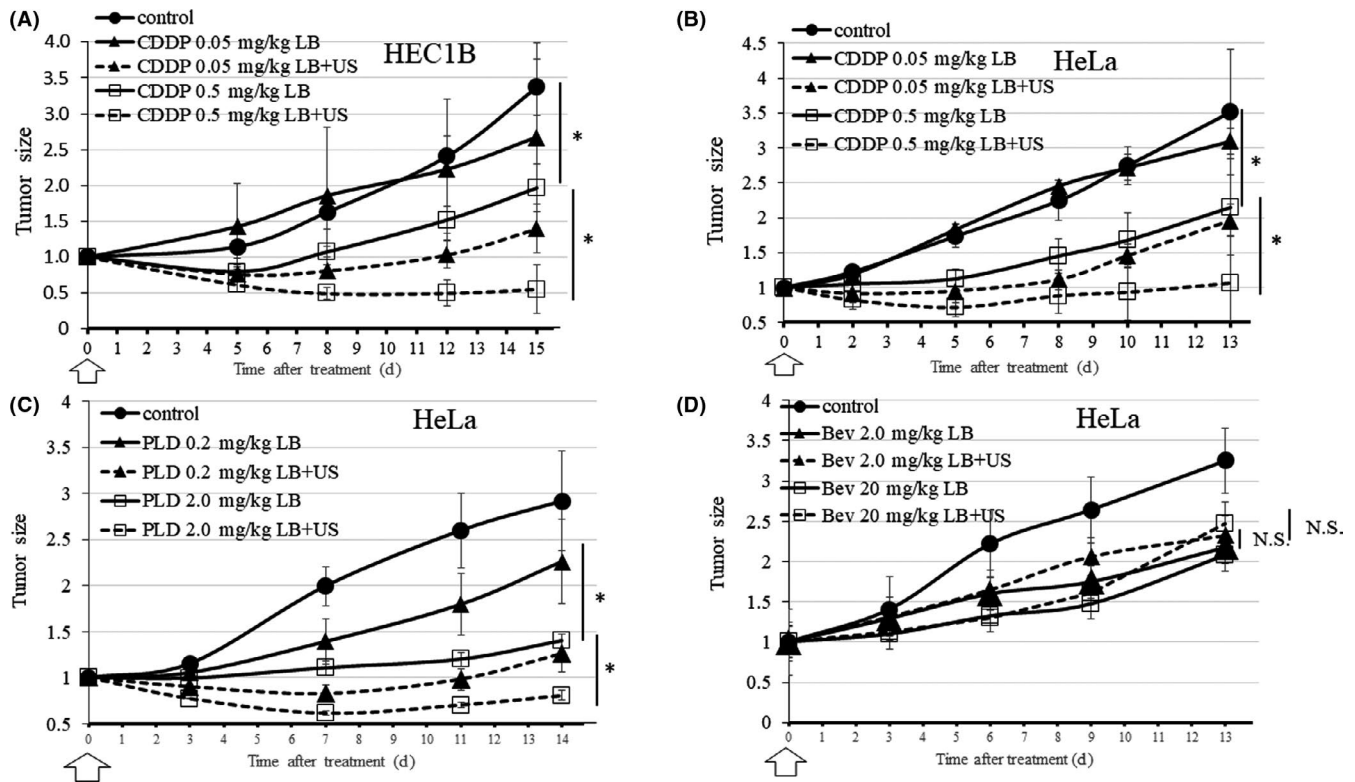 (A)
control
CDDP 0.05 mg/kg LB
CDDP 0.05 mg/kg LB+US
CDDP 0.5 mg/kg LB
CDDP 0.5 mg/kg LB+US
HEC1B
4.0
3.5
3.0
2.5
2.0
1.5
1.0
0.5
0
Tumor size
*
*
0 1 2 3 4 5 6 7 8 9 10 11 12 13 14 15
Time after treatment (d)
(B)
control
CDDP 0.05 mg/kg LB
CDDP 0.05 mg/kg LB+US
CDDP 0.5 mg/kg LB
CDDP 0.5 mg/kg LB+US
HeLa
4.5
4
3.5
3
2.5
2
1.5
1
0.5
Tumor size
*
*
0 1 2 3 4 5 6 7 8 9 10 11 12 13
Time after treatment (d)
(C)
control
PLD 0.2 mg/kg LB
PLD 0.2 mg/kg LB+US
PLD 2.0 mg/kg LB
PLD 2.0 mg/kg LB+US
HeLa
4
3.5
3
2.5
2
1.5
1
0.5
Tumor size
*
*
0 1 2 3 4 5 6 7 8 9 10 11 12 13 14
Time after treatment (d)
(D)
control
Bev 2.0 mg/kg LB
Bev 2.0 mg/kg LB+US
Bev 20 mg/kg LB
Bev 20 mg/kg LB+US
HeLa
4
3.5
3
2.5
2
1.5
1
0.5
0
Tumor size
N.S.
N.S.
0 1 2 3 4 5 6 7 8 9 10 11 12 13
Time after treatment (d)